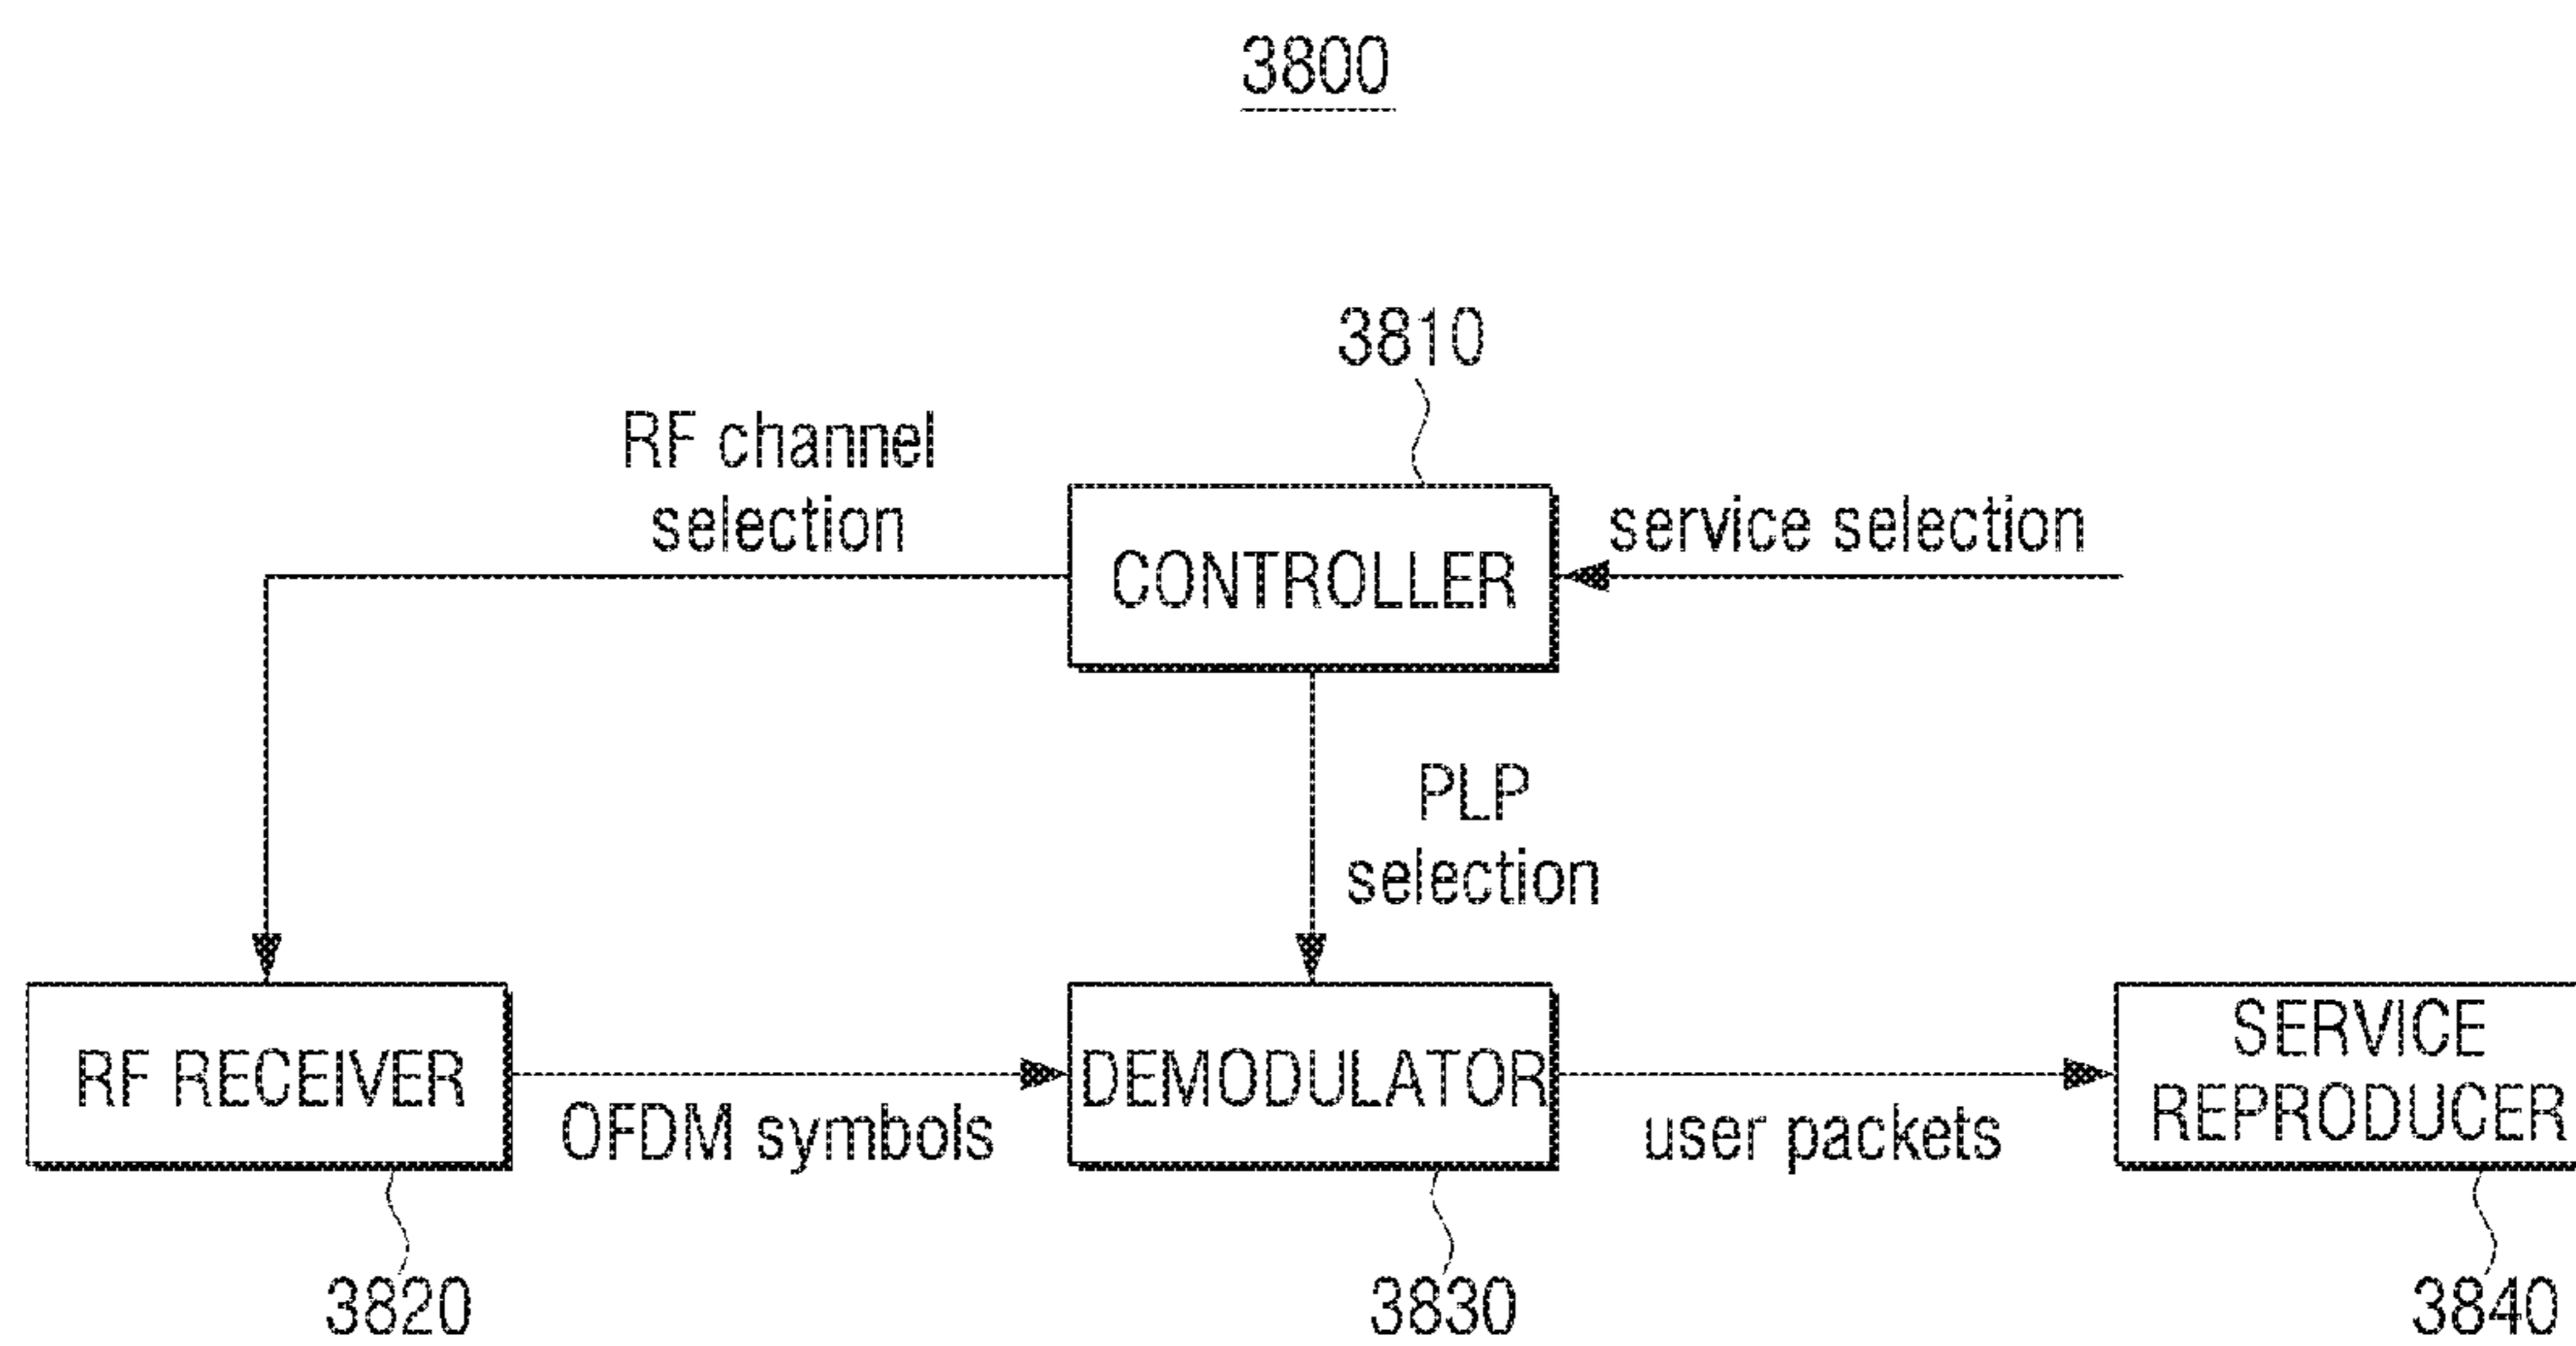 3800
3810
RF channel
selection
CONTROLLER
service selection
PLP
selection
RF RECEIVER
OFDM symbols
DEMODULATOR
user packets
SERVICE
REPRODUCER
3820
3830
3840